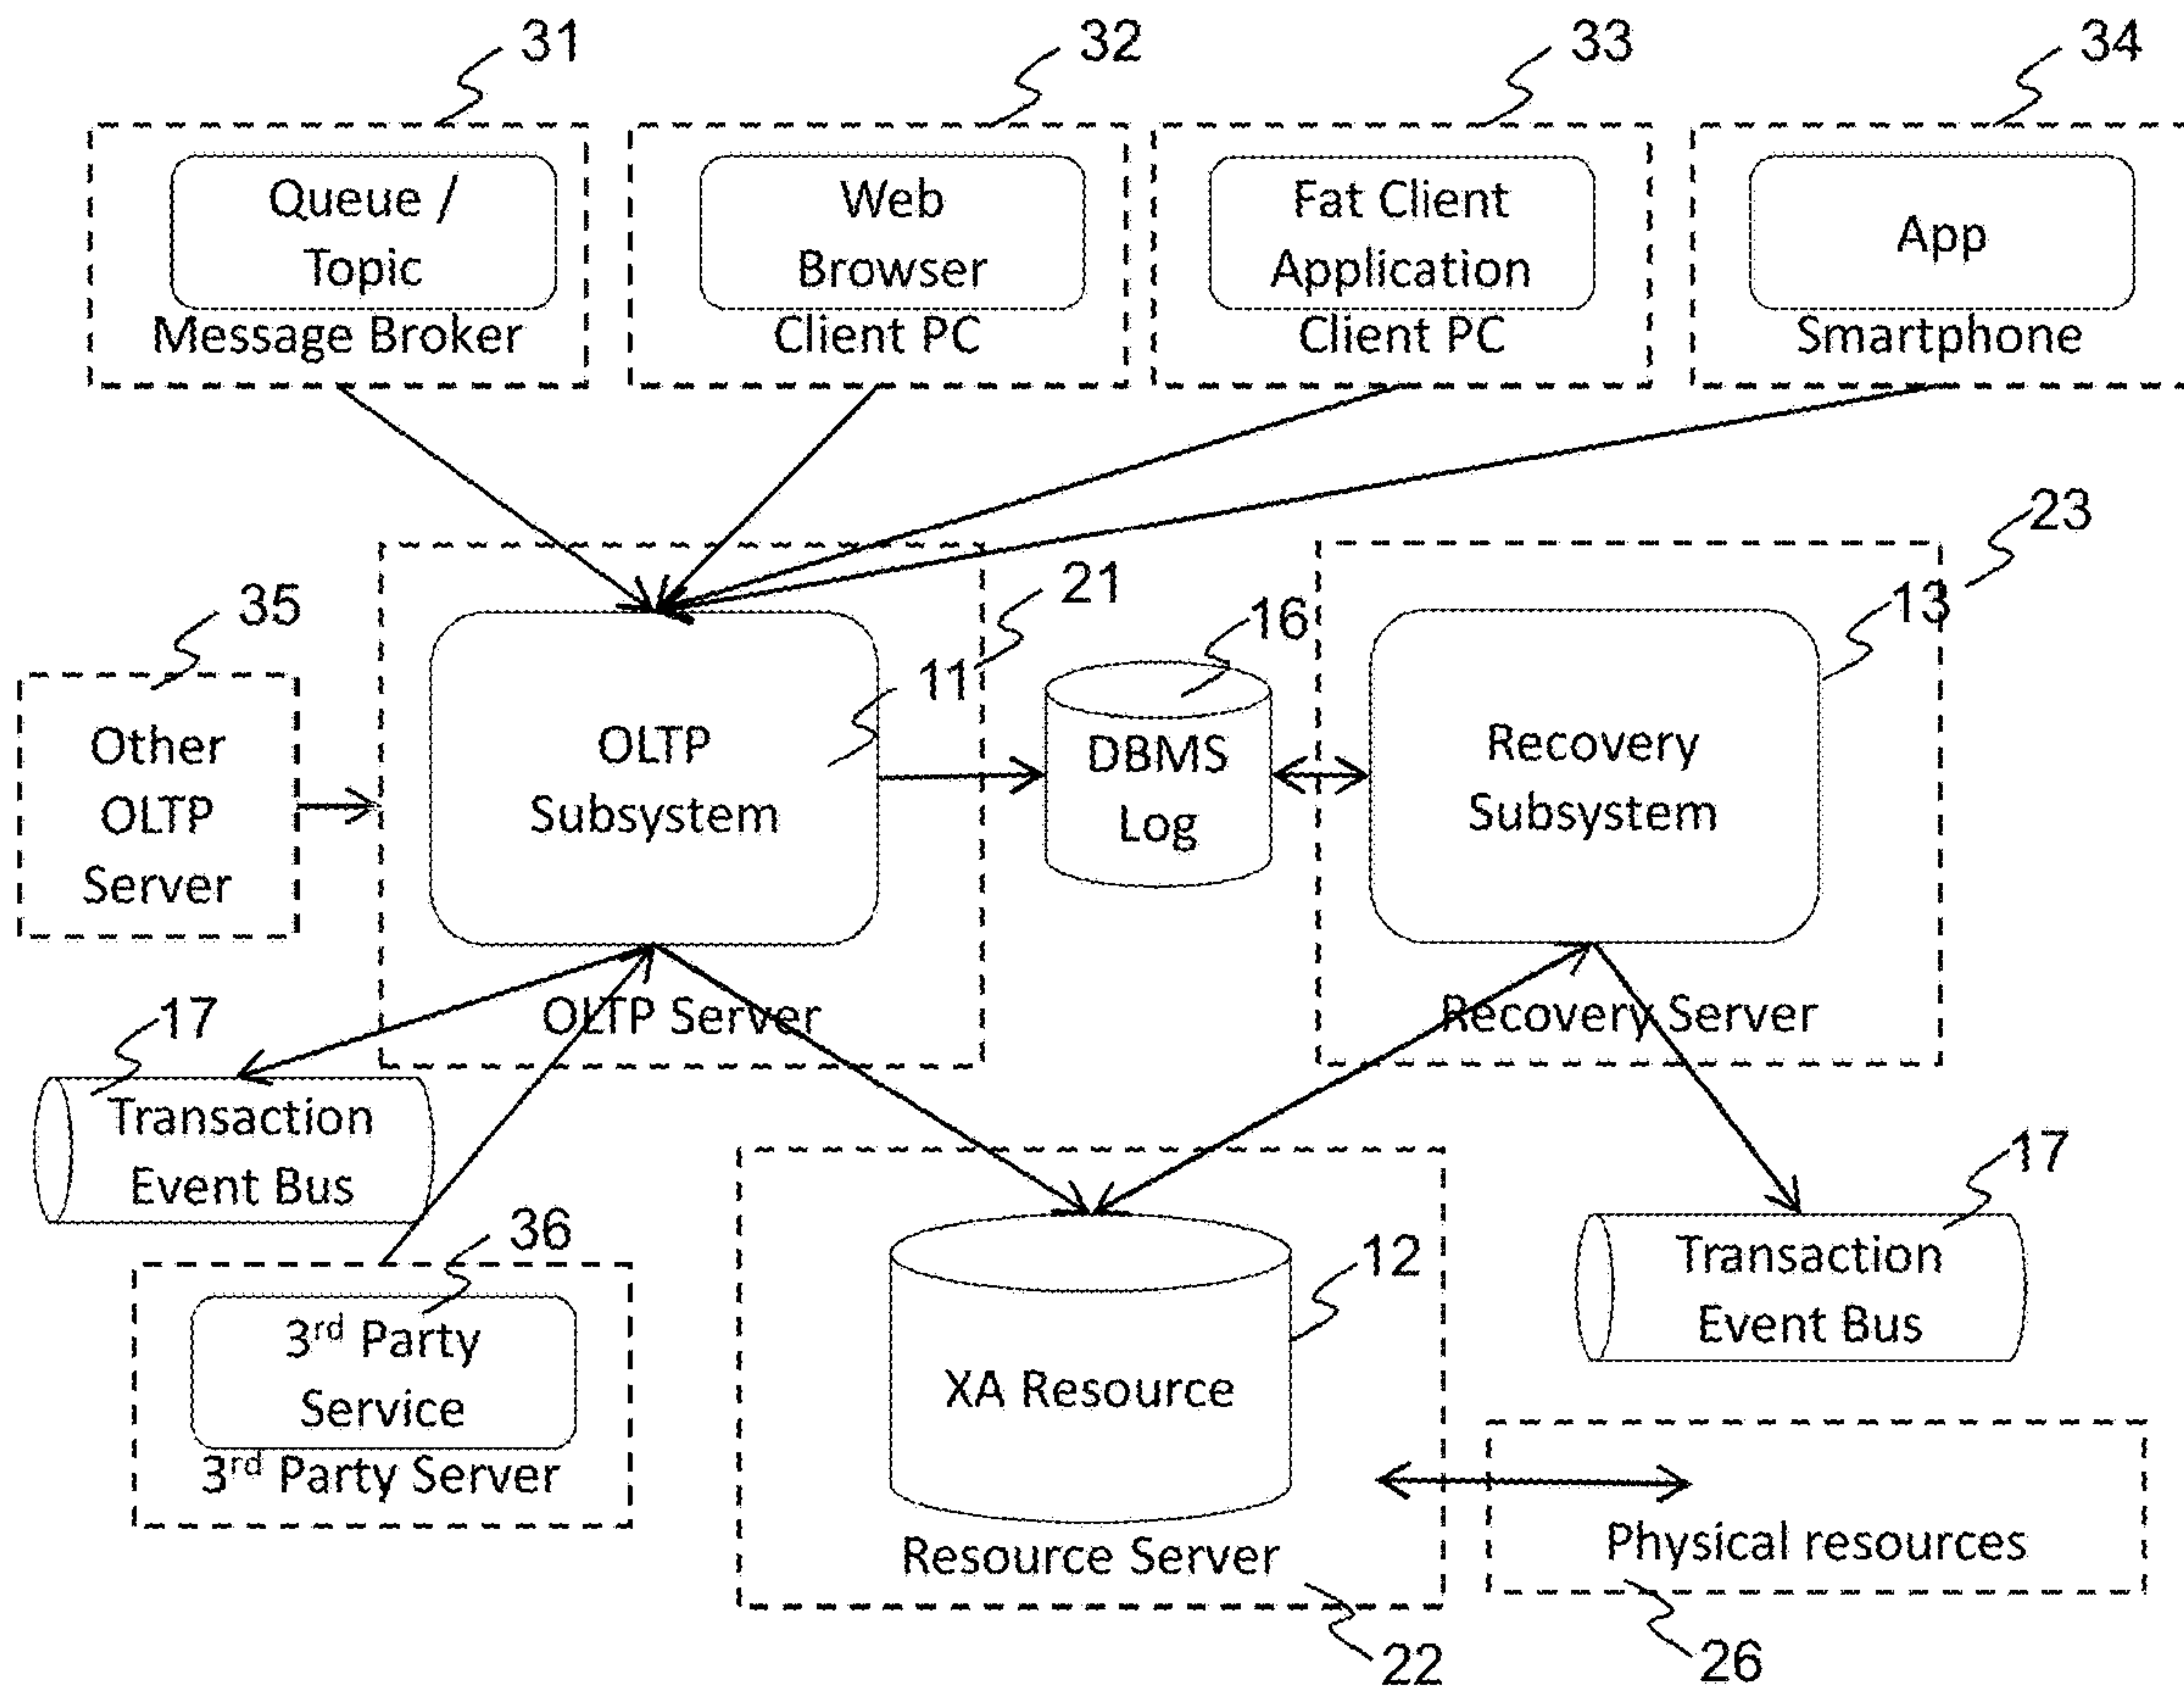 31
32
33
34
Queue /
Topic
Message Broker
Web
Browser
Client PC
Fat Client
Application
Client PC
App
Smartphone
23
35
21
16
13
11
Other
OLTP
Server
OLTP
Subsystem
OLTP Server
DBMS
Log
Recovery
Subsystem
Recovery Server
17
Transaction
Event Bus
17
Transaction
Event Bus
36
3rd Party
Service
3rd Party Server
12
XA Resource
Resource Server
Physical resources
22
26